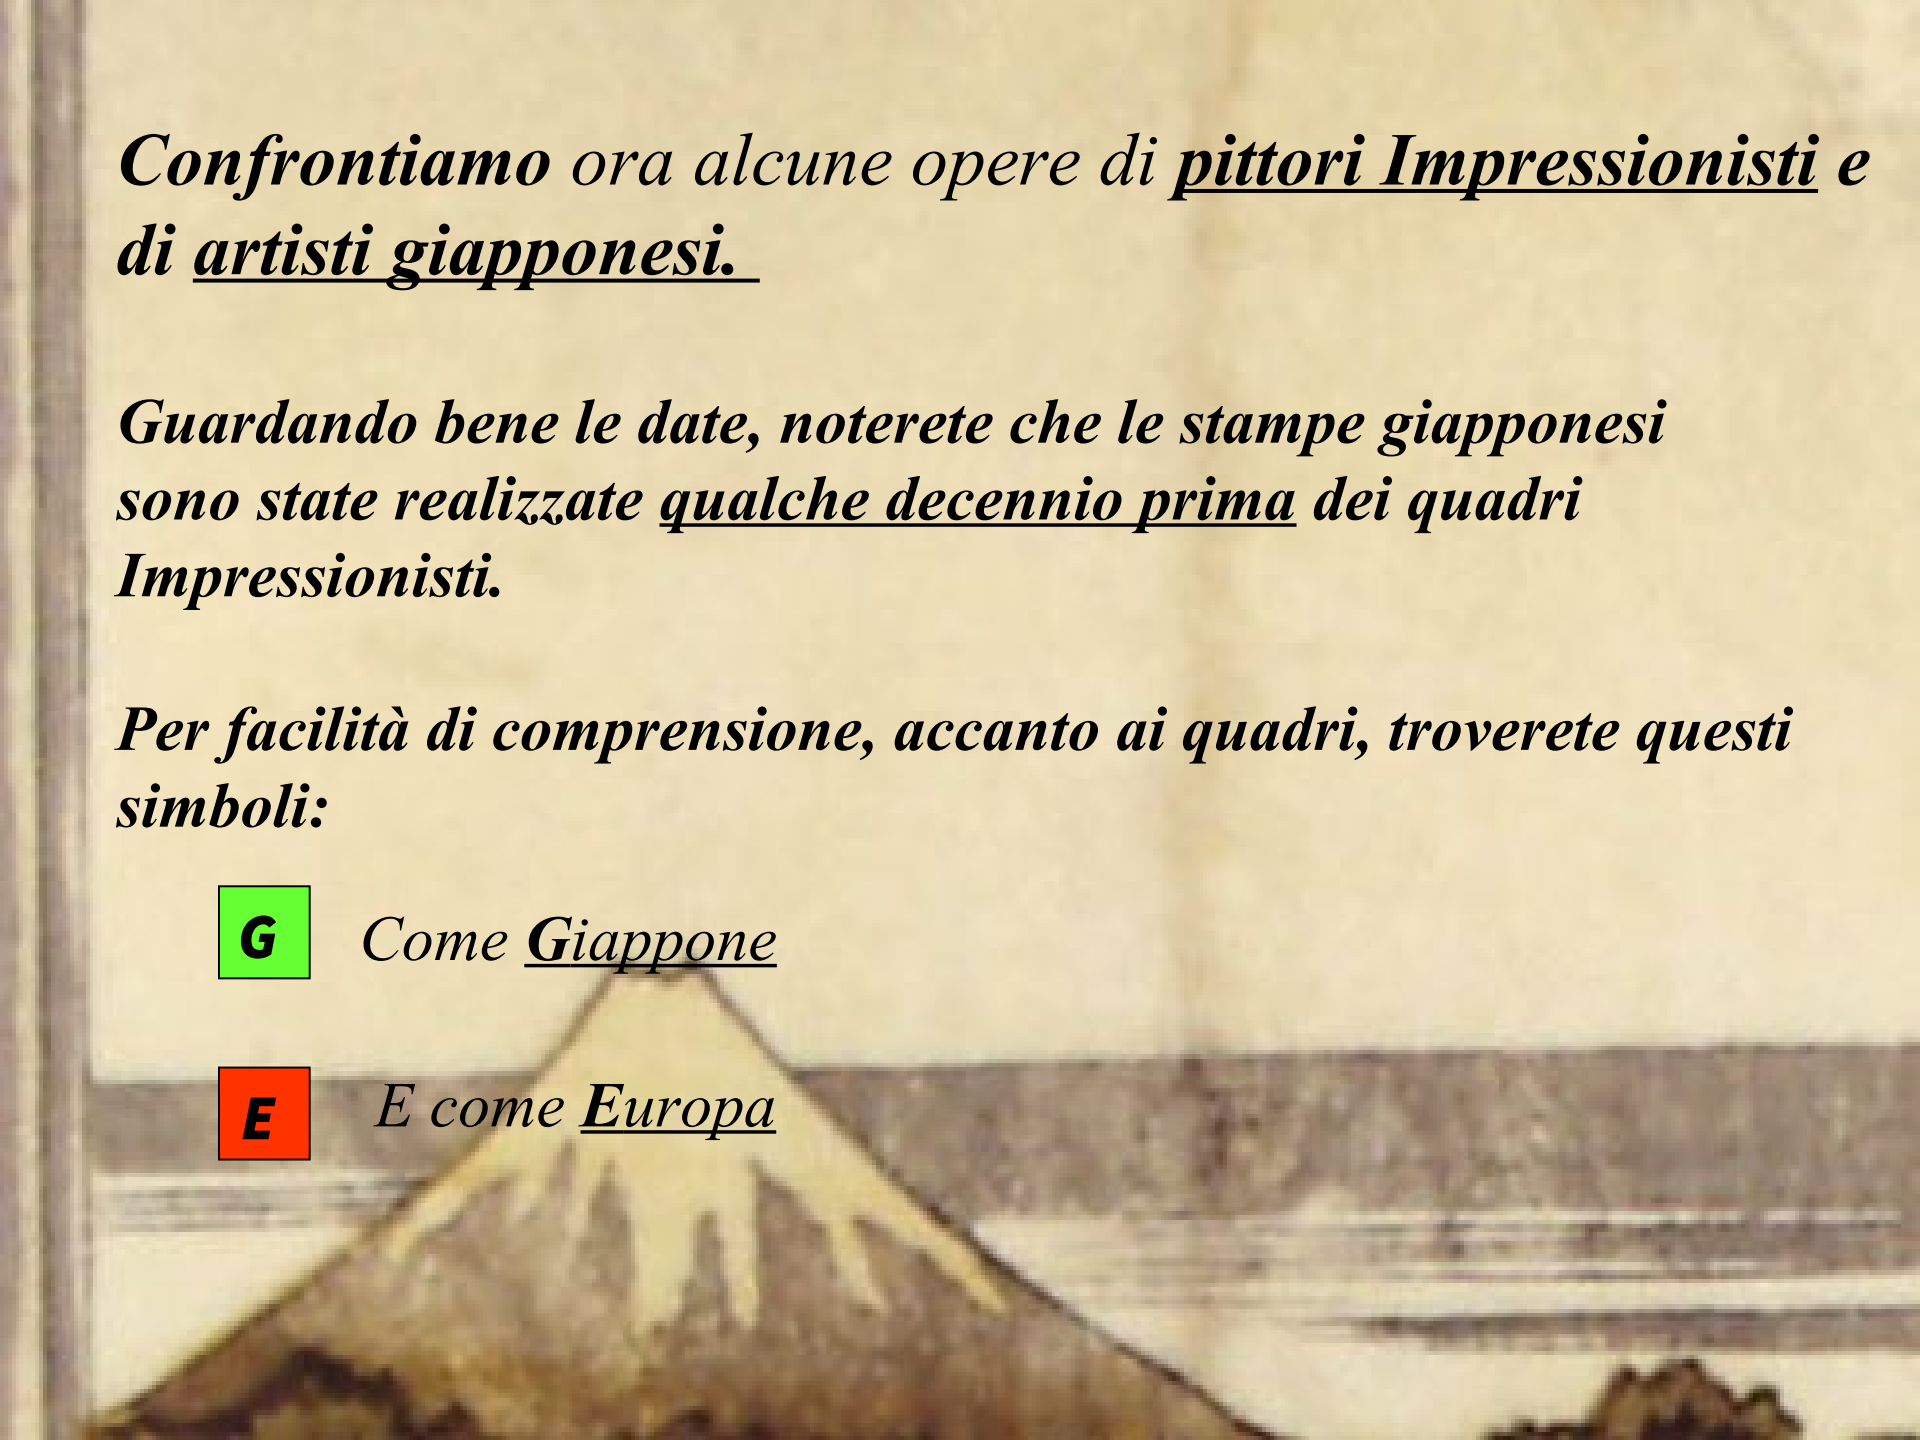 Confrontiamo ora alcune opere di pittori Impressionisti e
di artisti giapponesi.
Guardando bene le date, noterete che le stampe giapponesi
sono state realizzate qualche decennio prima dei quadri
Impressionisti.
Per facilità di comprensione, accanto ai quadri, troverete questi
simboli:
G Come Giappone
E E come Europa